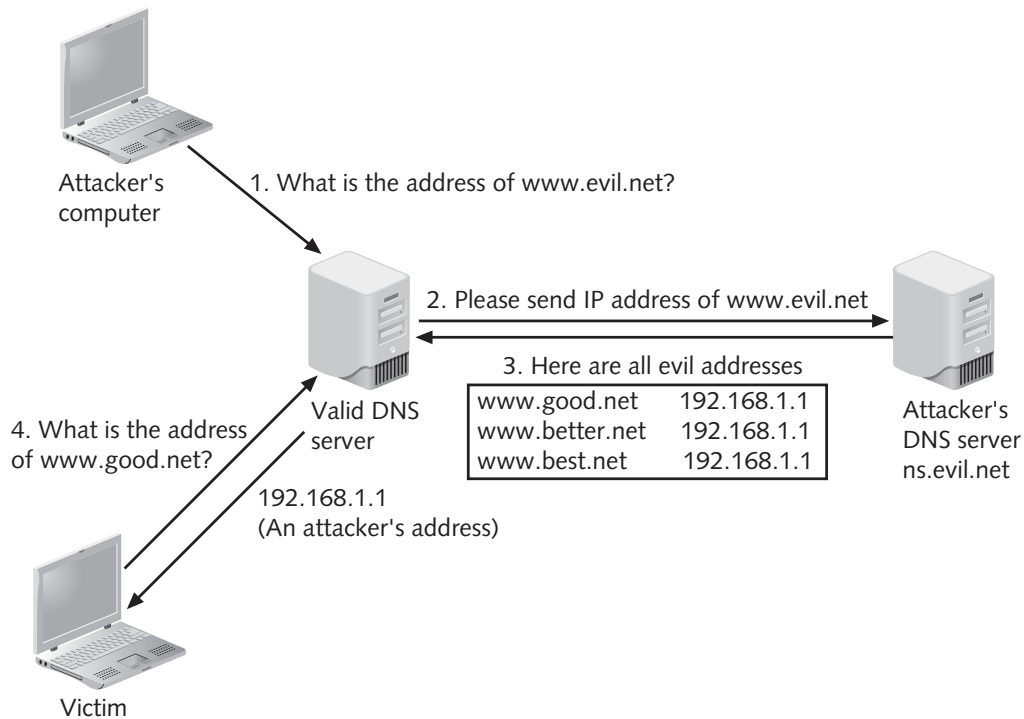 Attacker's
computer
1. What is the address of www.evil.net?
2. Please send IP address of www.evil.net
3. Here are all evil addresses
www.good.net 192.168.1.1
www.better.net 192.168.1.1
www.best.net 192.168.1.1
Valid DNS
server
Attacker's
DNS server
ns.evil.net
4. What is the address
of www.good.net?
192.168.1.1
(An attacker's address)
Victim